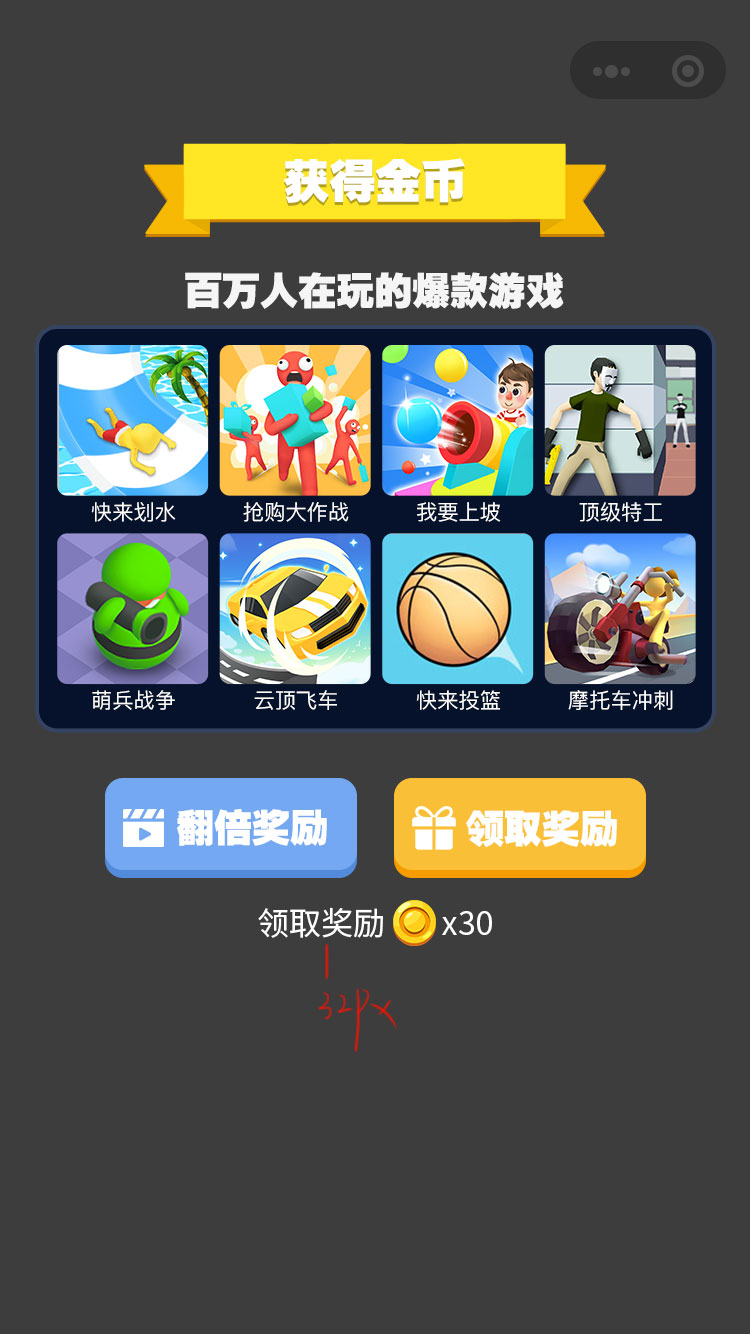 获得金币
百万人在玩的爆款游戏
快来划水 抢购大作战 我要上坡 顶级特工
萌兵战争 云顶飞车 快来投篮 摩托车冲刺
翻倍奖励 领取奖励
领取奖励 x30
32px